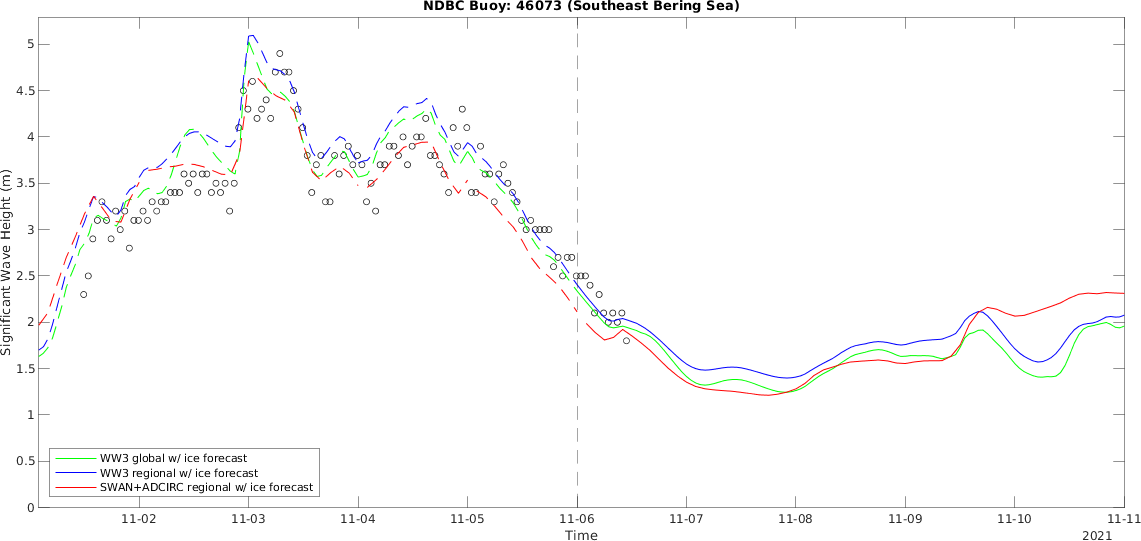 NDBC Buoy: 46073 (Southeast Bering Sea)
Significant Wave Height (m)
5
4.5
4
3.5
3
2.5
2
1.5
1
0.5
0
WW3 global w/ ice forecast
WW3 regional w/ ice forecast
SWAN+ADCIRC regional w/ ice forecast
11-02 11-03 11-04 11-05 11-06 11-07 11-08 11-09 11-10 11-11
Time
2021